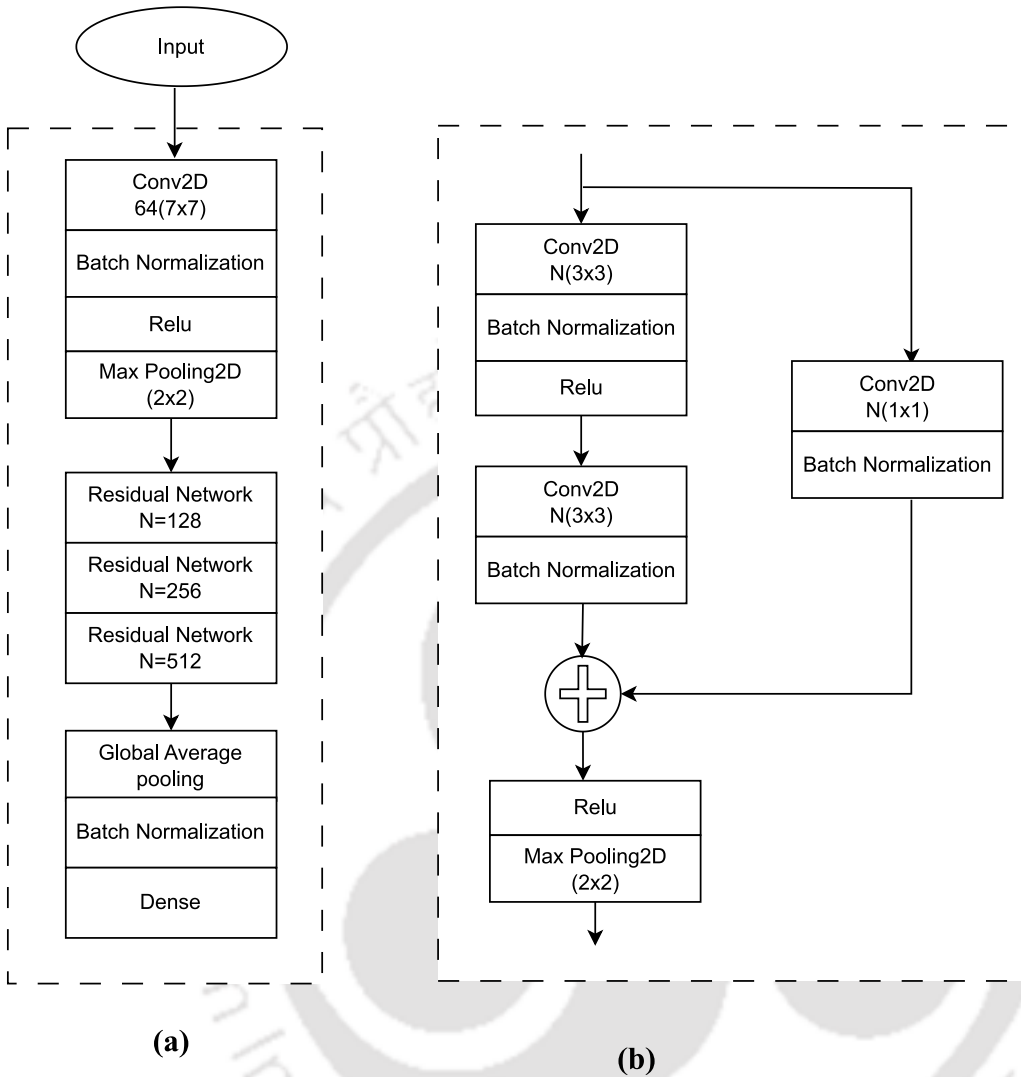 Input
Conv2D
64(7x7)
Batch Normalization
Relu
Max Pooling2D
(2x2)
Residual Network
N=128
Residual Network
N=256
Residual Network
N=512
Global Average
pooling
Batch Normalization
Dense
(a)
Conv2D
N(3x3)
Batch Normalization
Relu
Conv2D
N(3x3)
Batch Normalization
Conv2D
N(1x1)
Batch Normalization
Relu
Max Pooling2D
(2x2)
(b)